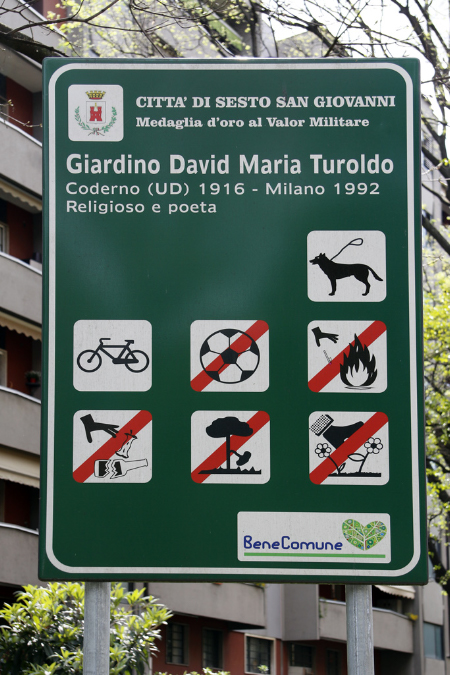 CITTA' DI SESTO SAN GIOVANNI
Medaglia d'oro al Valor Militare
Giardino David Maria Turoldo
Coderno (UD) 1916 - Milano 1992
Religioso e poeta
BeneComune